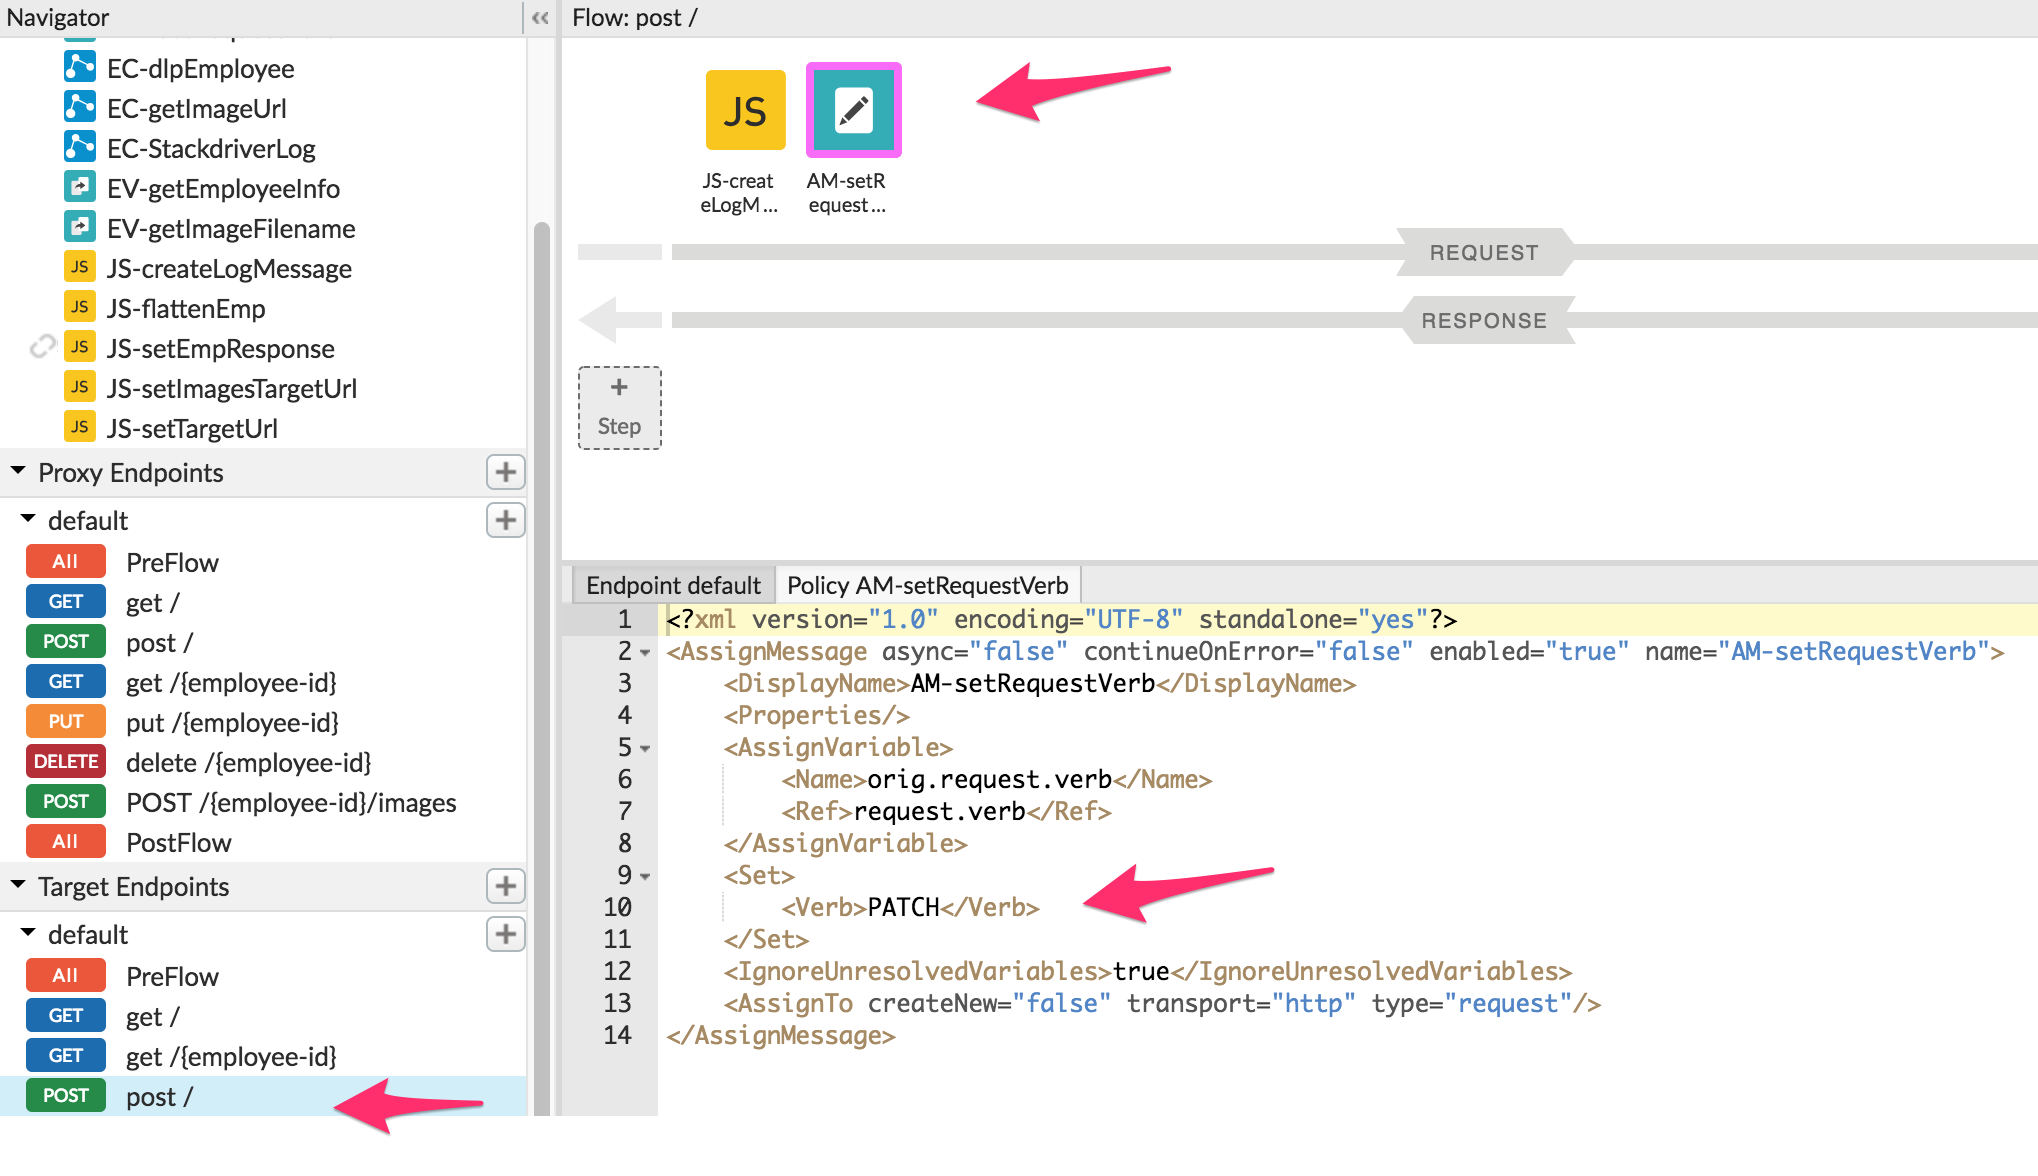 Navigator
«
EC-dlpEmployee
EC-getImageUrl
EC-StackdriverLog
EV-getEmployeeInfo
EV-getImageFilename
JS JS-createLogMessage
JS JS-flattenEmp
JS JS-setEmpResponse
JS JS-setImagesTargetUrl
JS JS-setTargetUrl
Proxy Endpoints +
default +
All PreFlow
GET get /
POST post /
GET get /{employee-id}
PUT put /{employee-id}
DELETE delete /{employee-id}
POST POST /{employee-id}/images
All PostFlow
Target Endpoints +
default +
All PreFlow
GET get /
GET get /{employee-id}
POST post /
Flow: post /
JS
JS-creat
eLogM...
AM-setR
equest...
REQUEST
RESPONSE
+
Step
Endpoint default Policy AM-setRequestVerb
1 <?xml version="1.0" encoding="UTF-8" standalone="yes"?>
2 <AssignMessage async="false" continueOnError="false" enabled="true" name="AM-setRequestVerb">
3 <DisplayName>AM-setRequestVerb</DisplayName>
4 <Properties/>
5 <AssignVariable>
6 <Name>orig.request.verb</Name>
7 <Ref>request.verb</Ref>
8 </AssignVariable>
9 <Set>
10 <Verb>PATCH</Verb>
11 </Set>
12 <IgnoreUnresolvedVariables>true</IgnoreUnresolvedVariables>
13 <AssignTo createNew="false" transport="http" type="request"/>
14 </AssignMessage>